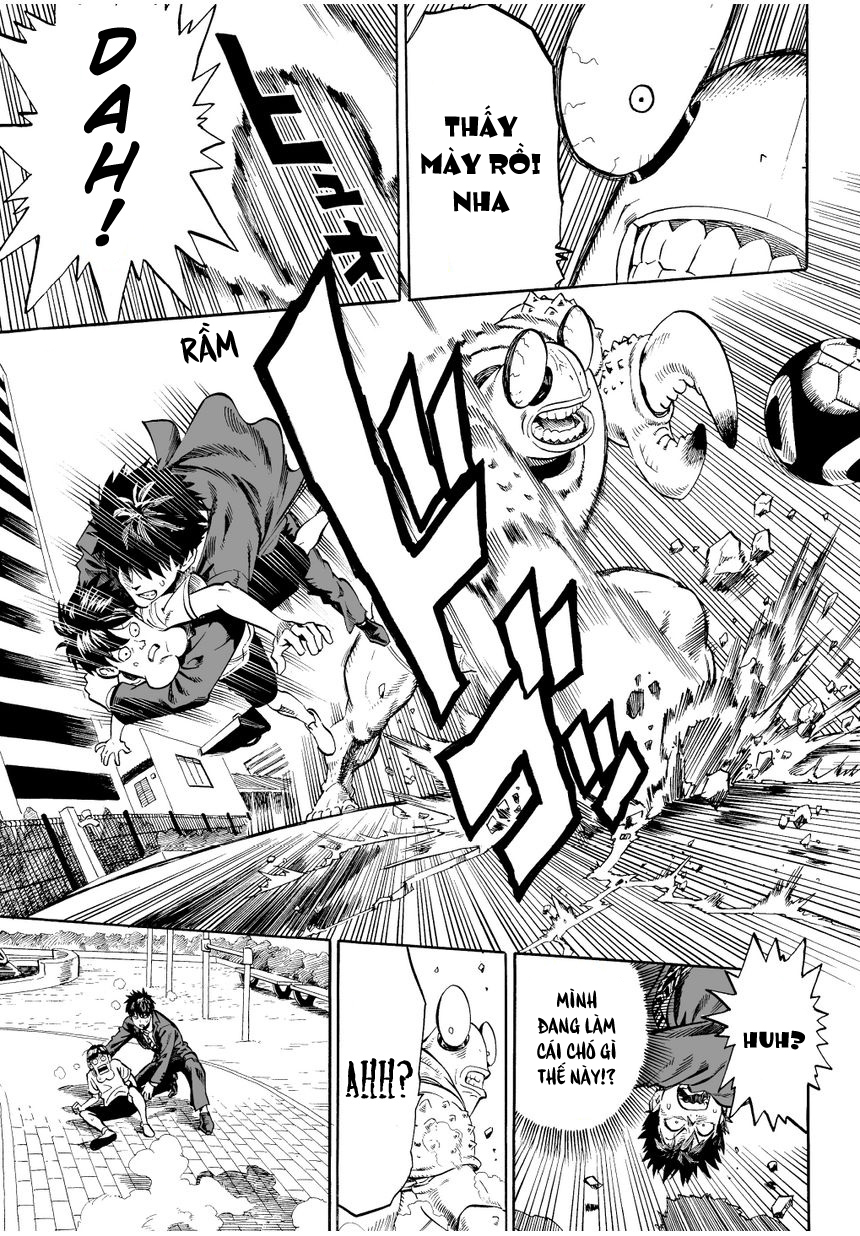 THẤY
MÀY RỒI
NHA
ヒュオ
DAH!
RẦM
ドゴッ
HUH?
MÌNH
ĐANG LÀM
CÁI CHÓ GÌ
THẾ NÀY!?
AHH?